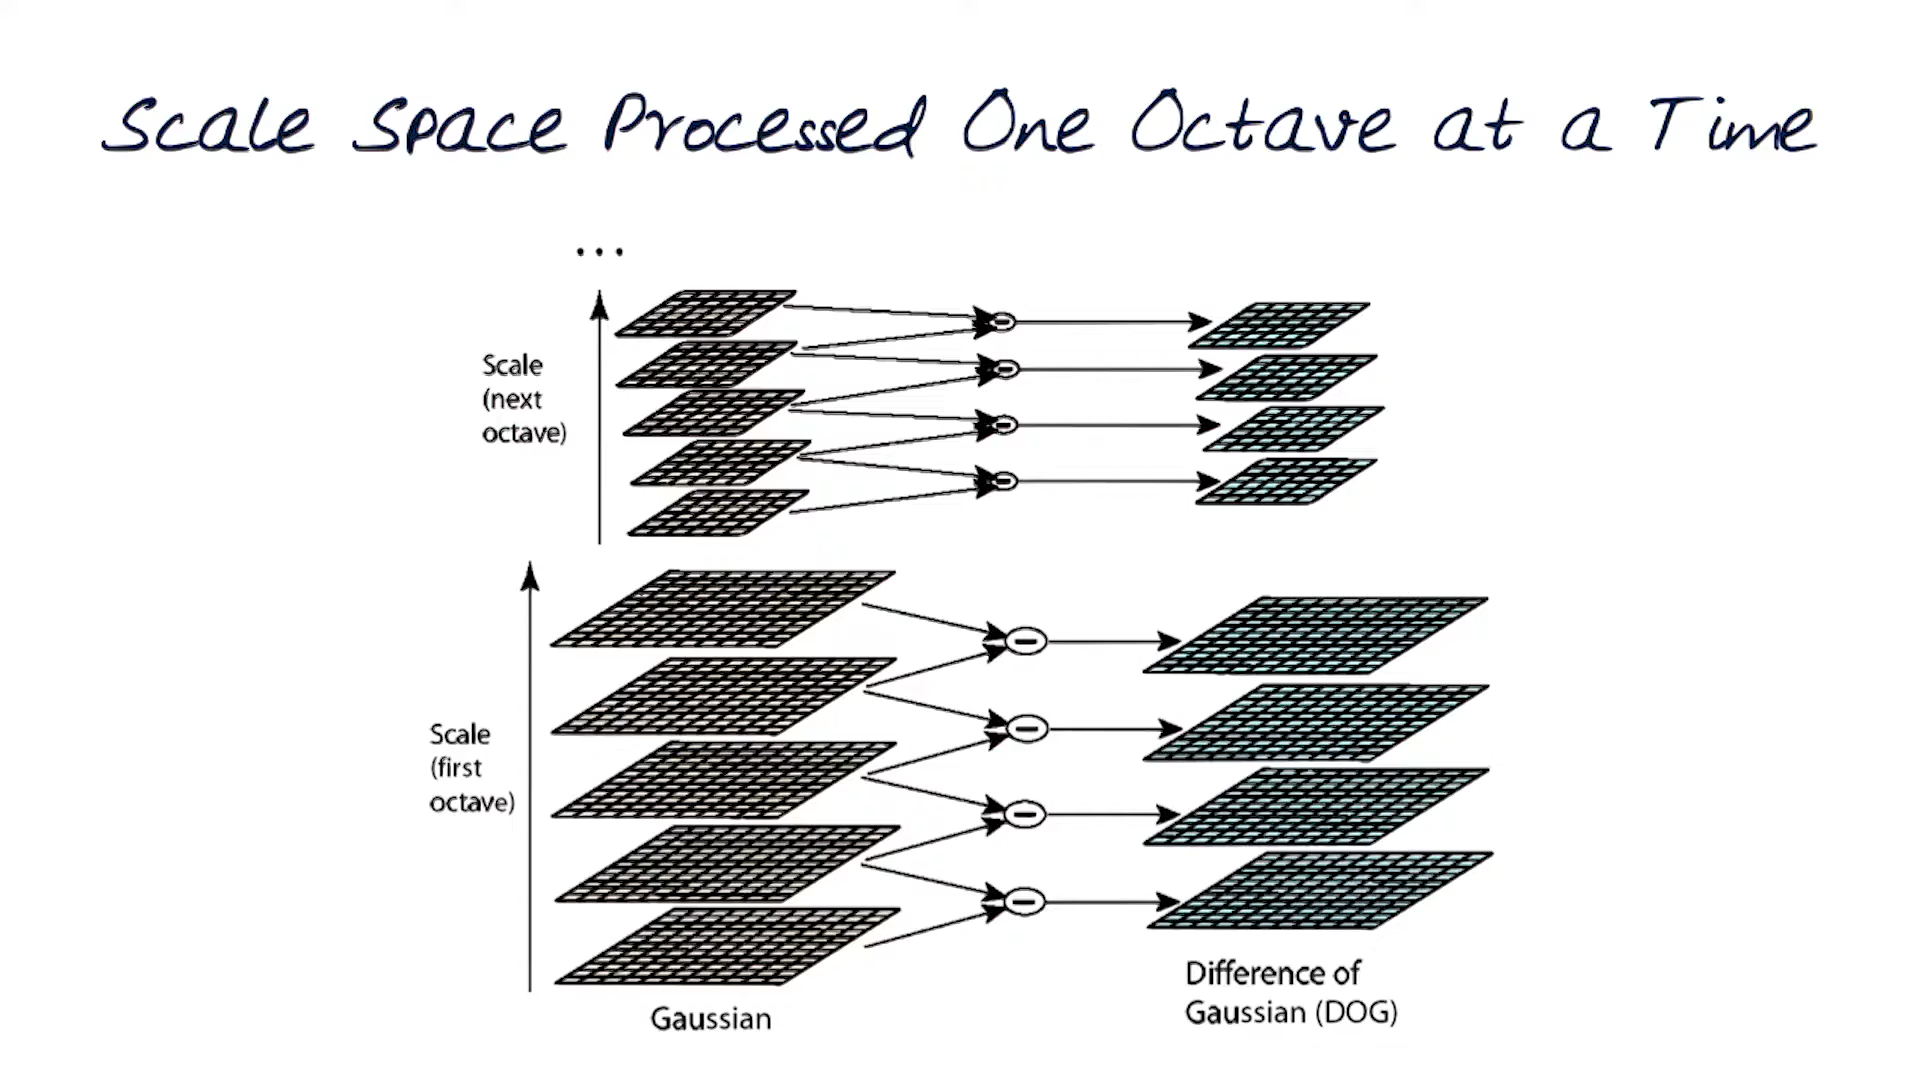 Scale Space Processed One Octave at a Time
...
Scale
(next
octave)
Scale
(first
octave)
Gaussian
Difference of
Gaussian (DOG)